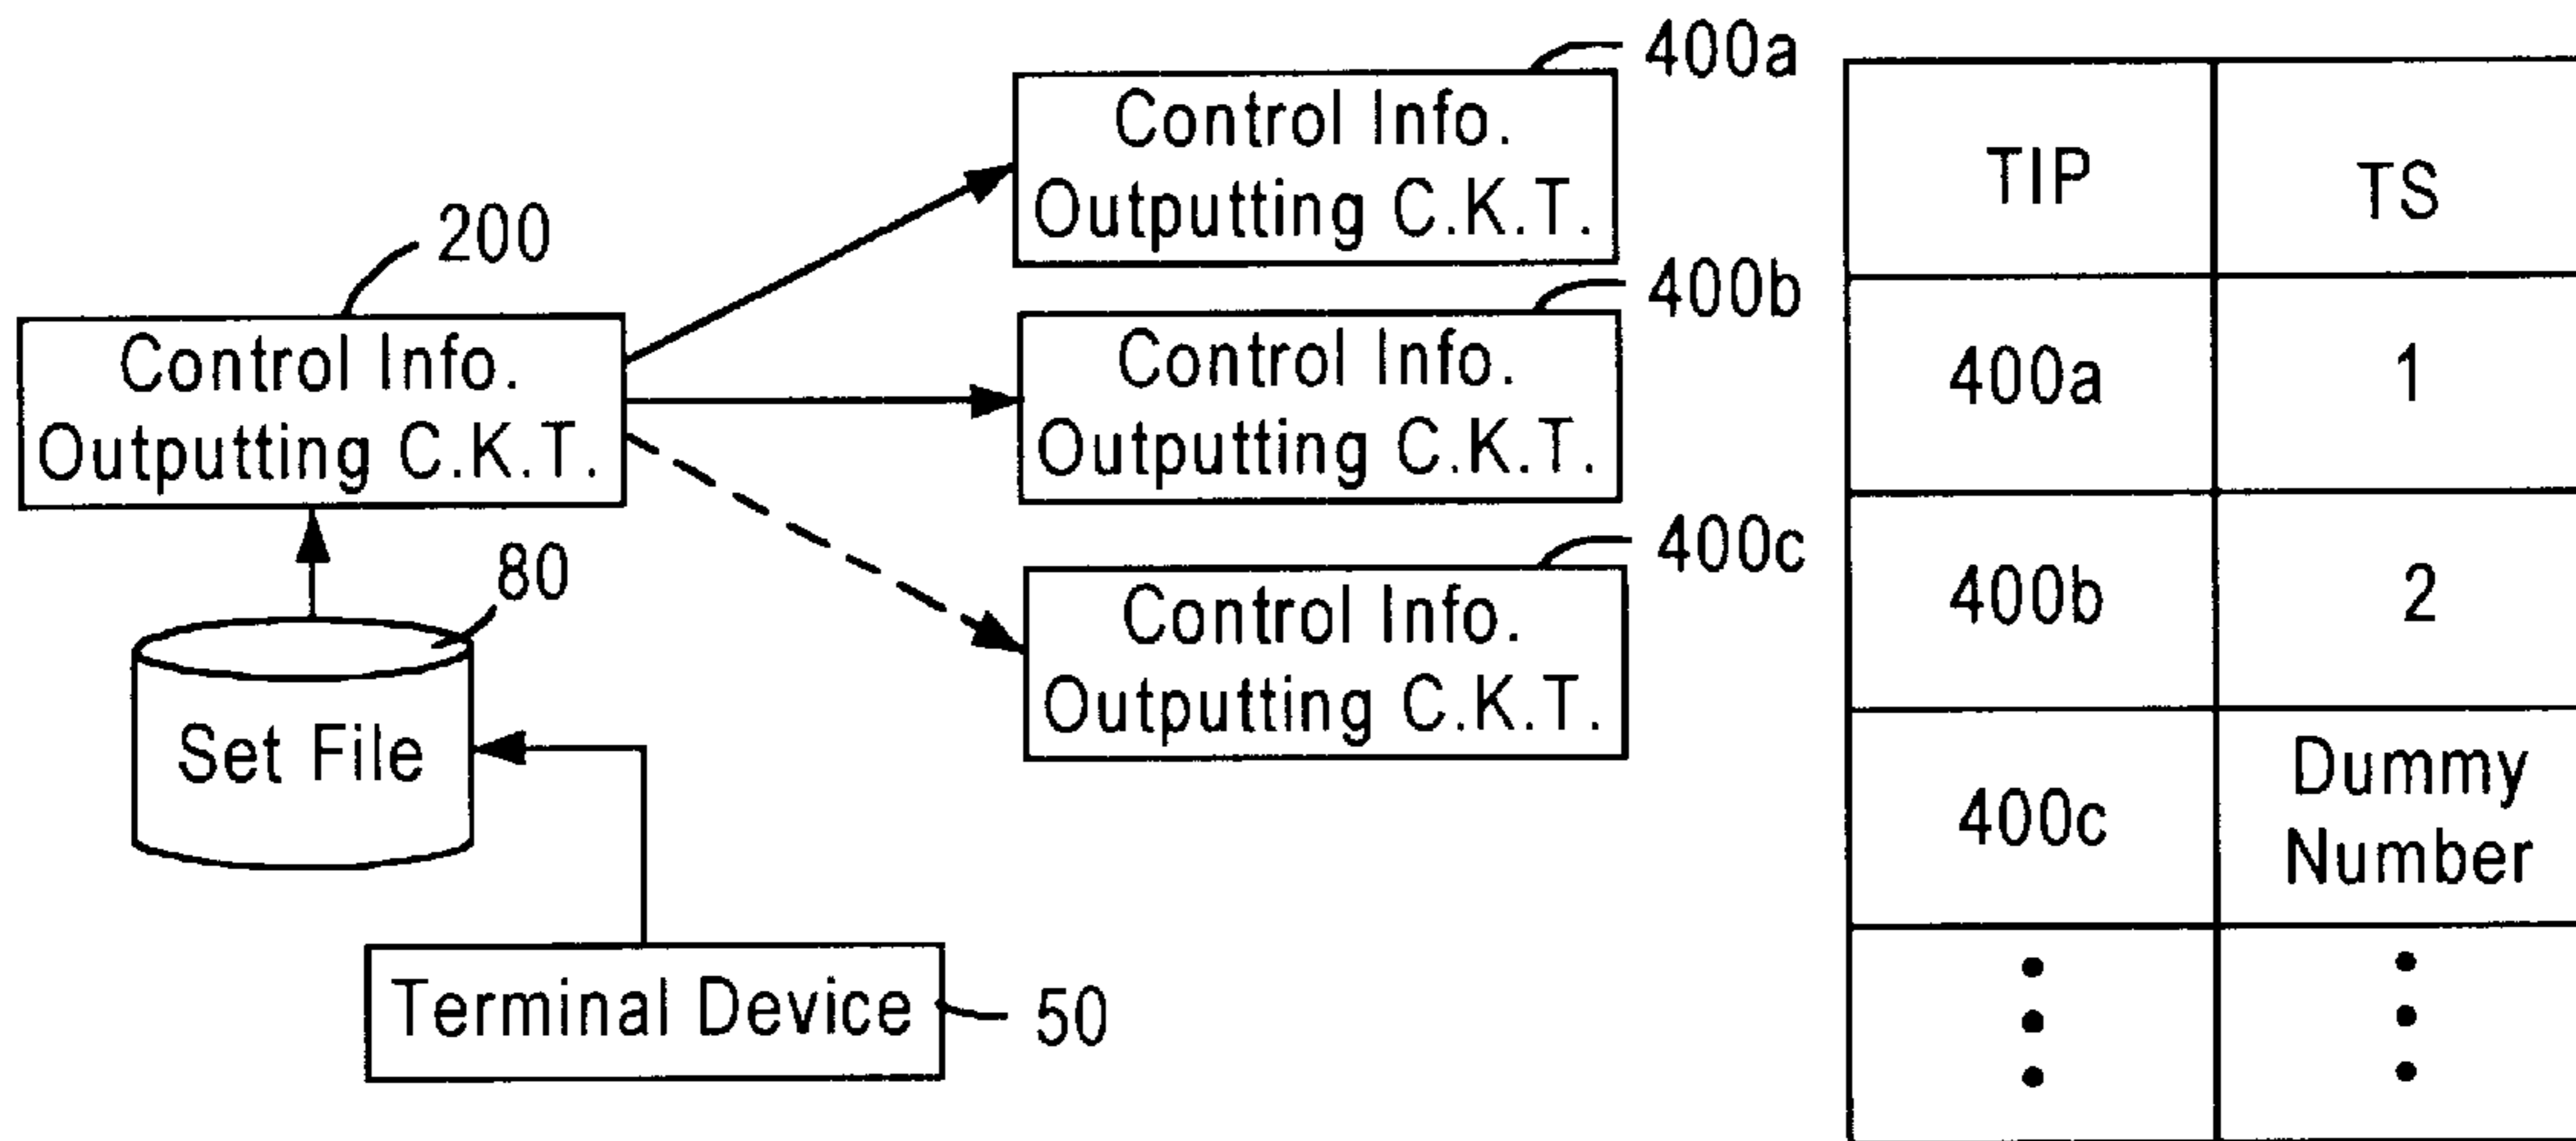 400a
Control Info.
Outputting C.K.T.
200
400b
Control Info.
Outputting C.K.T.
Control Info.
Outputting C.K.T.
400c
80
Control Info.
Outputting C.K.T.
Set File
Terminal Device
50
TIP TS
400a 1
400b 2
400c Dummy
Number